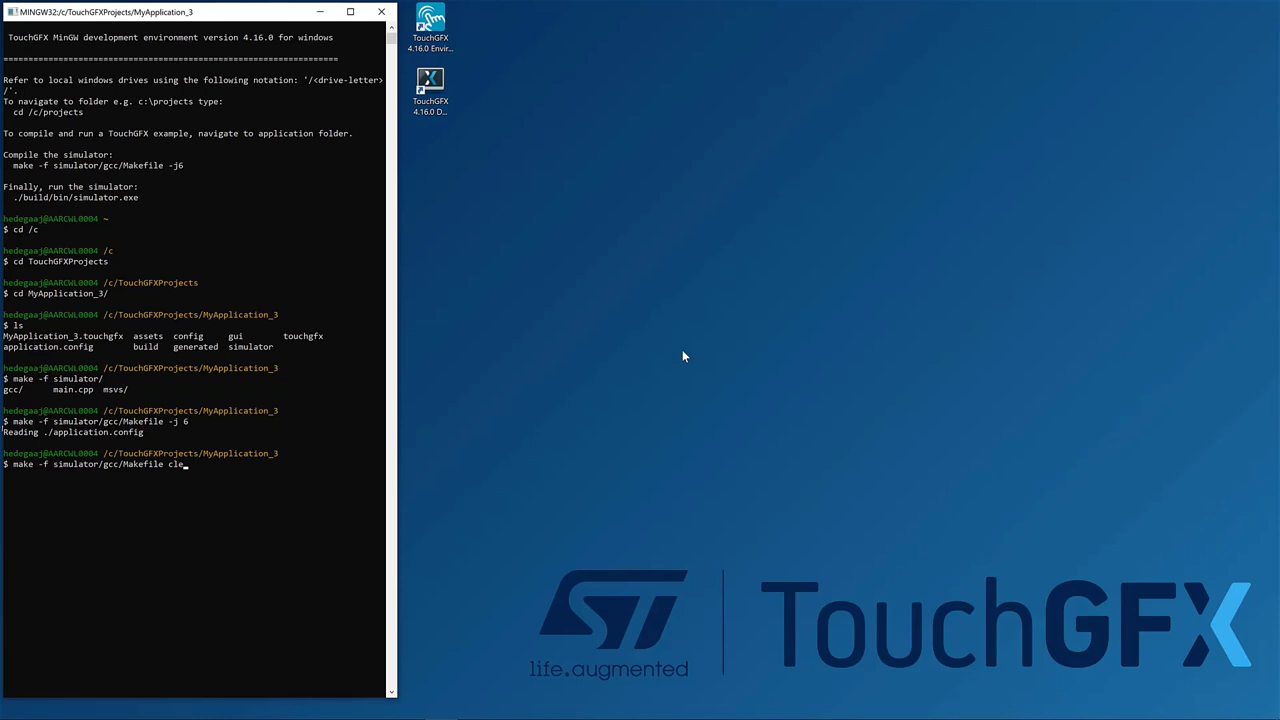 MINGW32:/c/TouchGFXProjects/MyApplication_3
TouchGFX MinGW development environment version 4.16.0 for windows
===================================================================
Refer to local windows drives using the following notation: '/<drive-letter>
/'.
To navigate to folder e.g. c:\projects type:
cd /c/projects
To compile and run a TouchGFX example, navigate to application folder.
Compile the simulator:
make -f simulator/gcc/Makefile -j6
Finally, run the simulator:
./build/bin/simulator.exe
hedegaaj@AARCWL0004 ~
$ cd /c
hedegaaj@AARCWL0004 /c
$ cd TouchGFXProjects
hedegaaj@AARCWL0004 /c/TouchGFXProjects
$ cd MyApplication_3/
hedegaaj@AARCWL0004 /c/TouchGFXProjects/MyApplication_3
$ ls
MyApplication_3.touchgfx assets config gui touchgfx
application.config build generated simulator
hedegaaj@AARCWL0004 /c/TouchGFXProjects/MyApplication_3
$ make -f simulator/
gcc/ main.cpp msvs/
hedegaaj@AARCWL0004 /c/TouchGFXProjects/MyApplication_3
$ make -f simulator/gcc/Makefile -j 6
Reading ./application.config
hedegaaj@AARCWL0004 /c/TouchGFXProjects/MyApplication_3
$ make -f simulator/gcc/Makefile cle
TouchGFX
4.16.0 Envir...
TouchGFX
4.16.0 D...
ST
life.augmented
TouchGFX